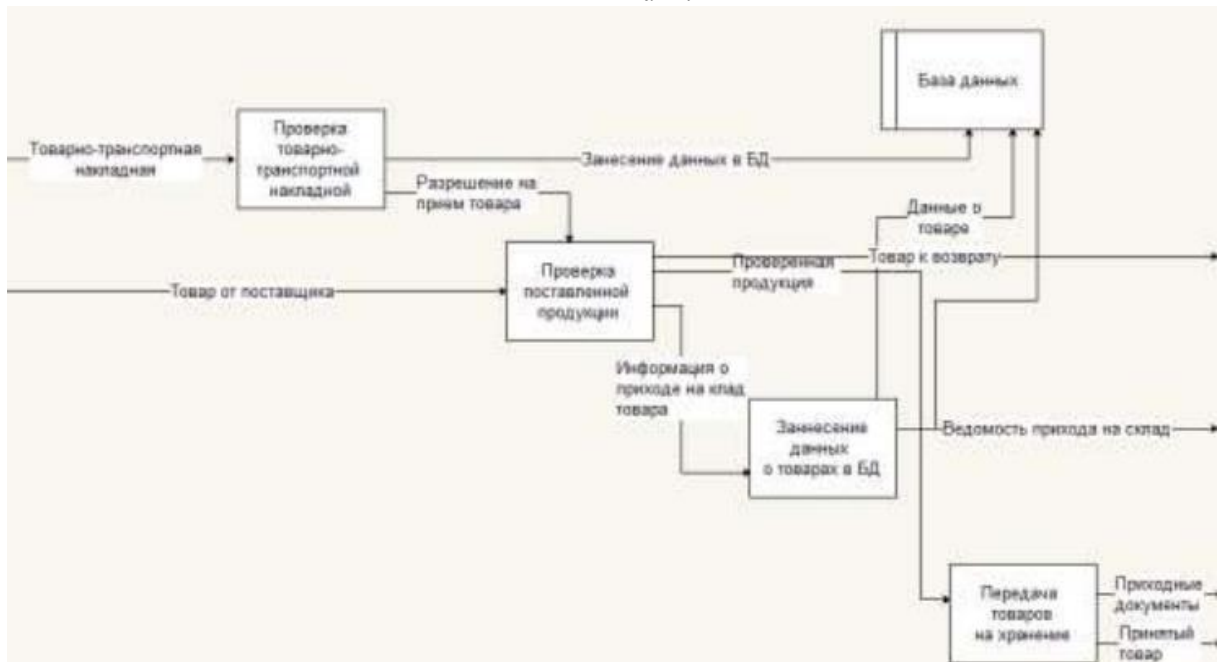 База данных
Проверка
товарно-
транспортной
накладной
Товарно-транспортная
накладная
Занесение данных в БД
Разрешение на
прием товара
Данные о
товаре
Товар к возврату
Проверенная
продукция
Проверка
поставленной
продукции
Товар от поставщика
Информация о
приходе на клад
товара
Заннесение
данных
о товарах в БД
Ведомость прихода на склад
Передача
товаров
на хранение
Приходные
документы
Принятый
товар